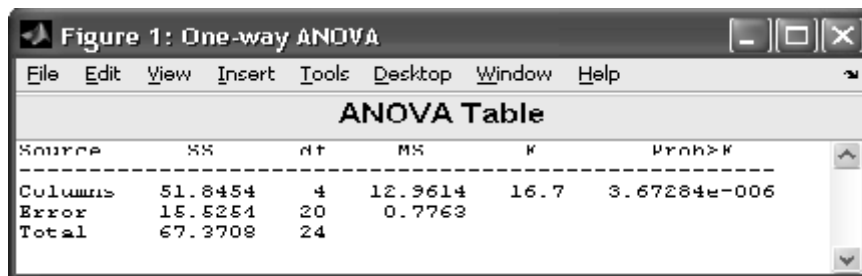 Figure 1: One-way ANOVA
File Edit View Insert Tools Desktop Window Help
ANOVA Table
Source SS df MS F Prob>F
Columns 51.8454 4 12.9614 16.7 3.67284e-006
Error 15.5254 20 0.7763
Total 67.3708 24